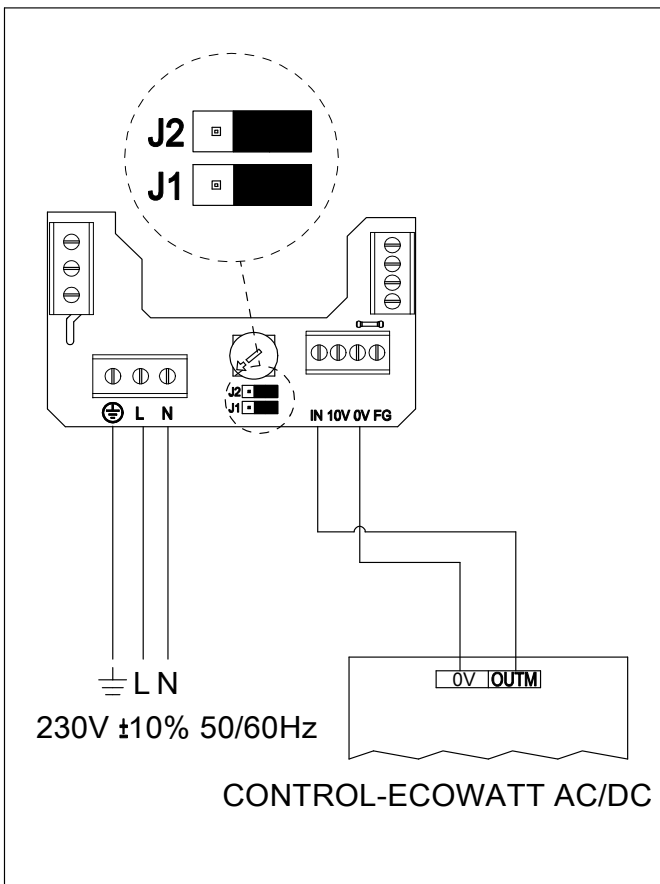 J2
J1
J2
J1
L N
IN 10V 0V FG
L N
230V ±10% 50/60Hz
0V OUTM
CONTROL-ECOWATT AC/DC